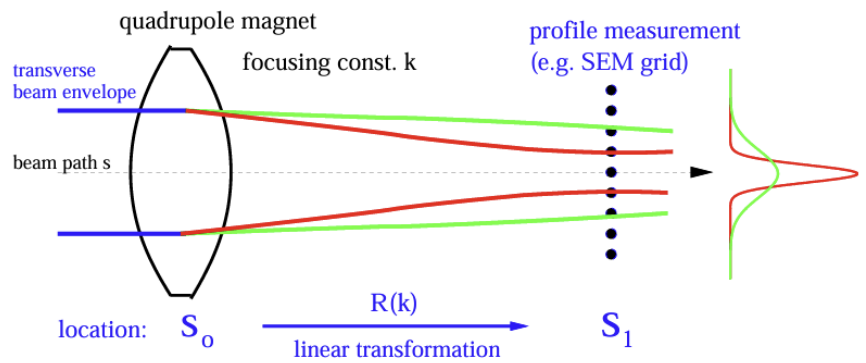 quadrupole magnet
focusing const. k
profile measurement
(e.g. SEM grid)
transverse
beam envelope
beam path s
R(k)
location:
So
linear transformation
S1